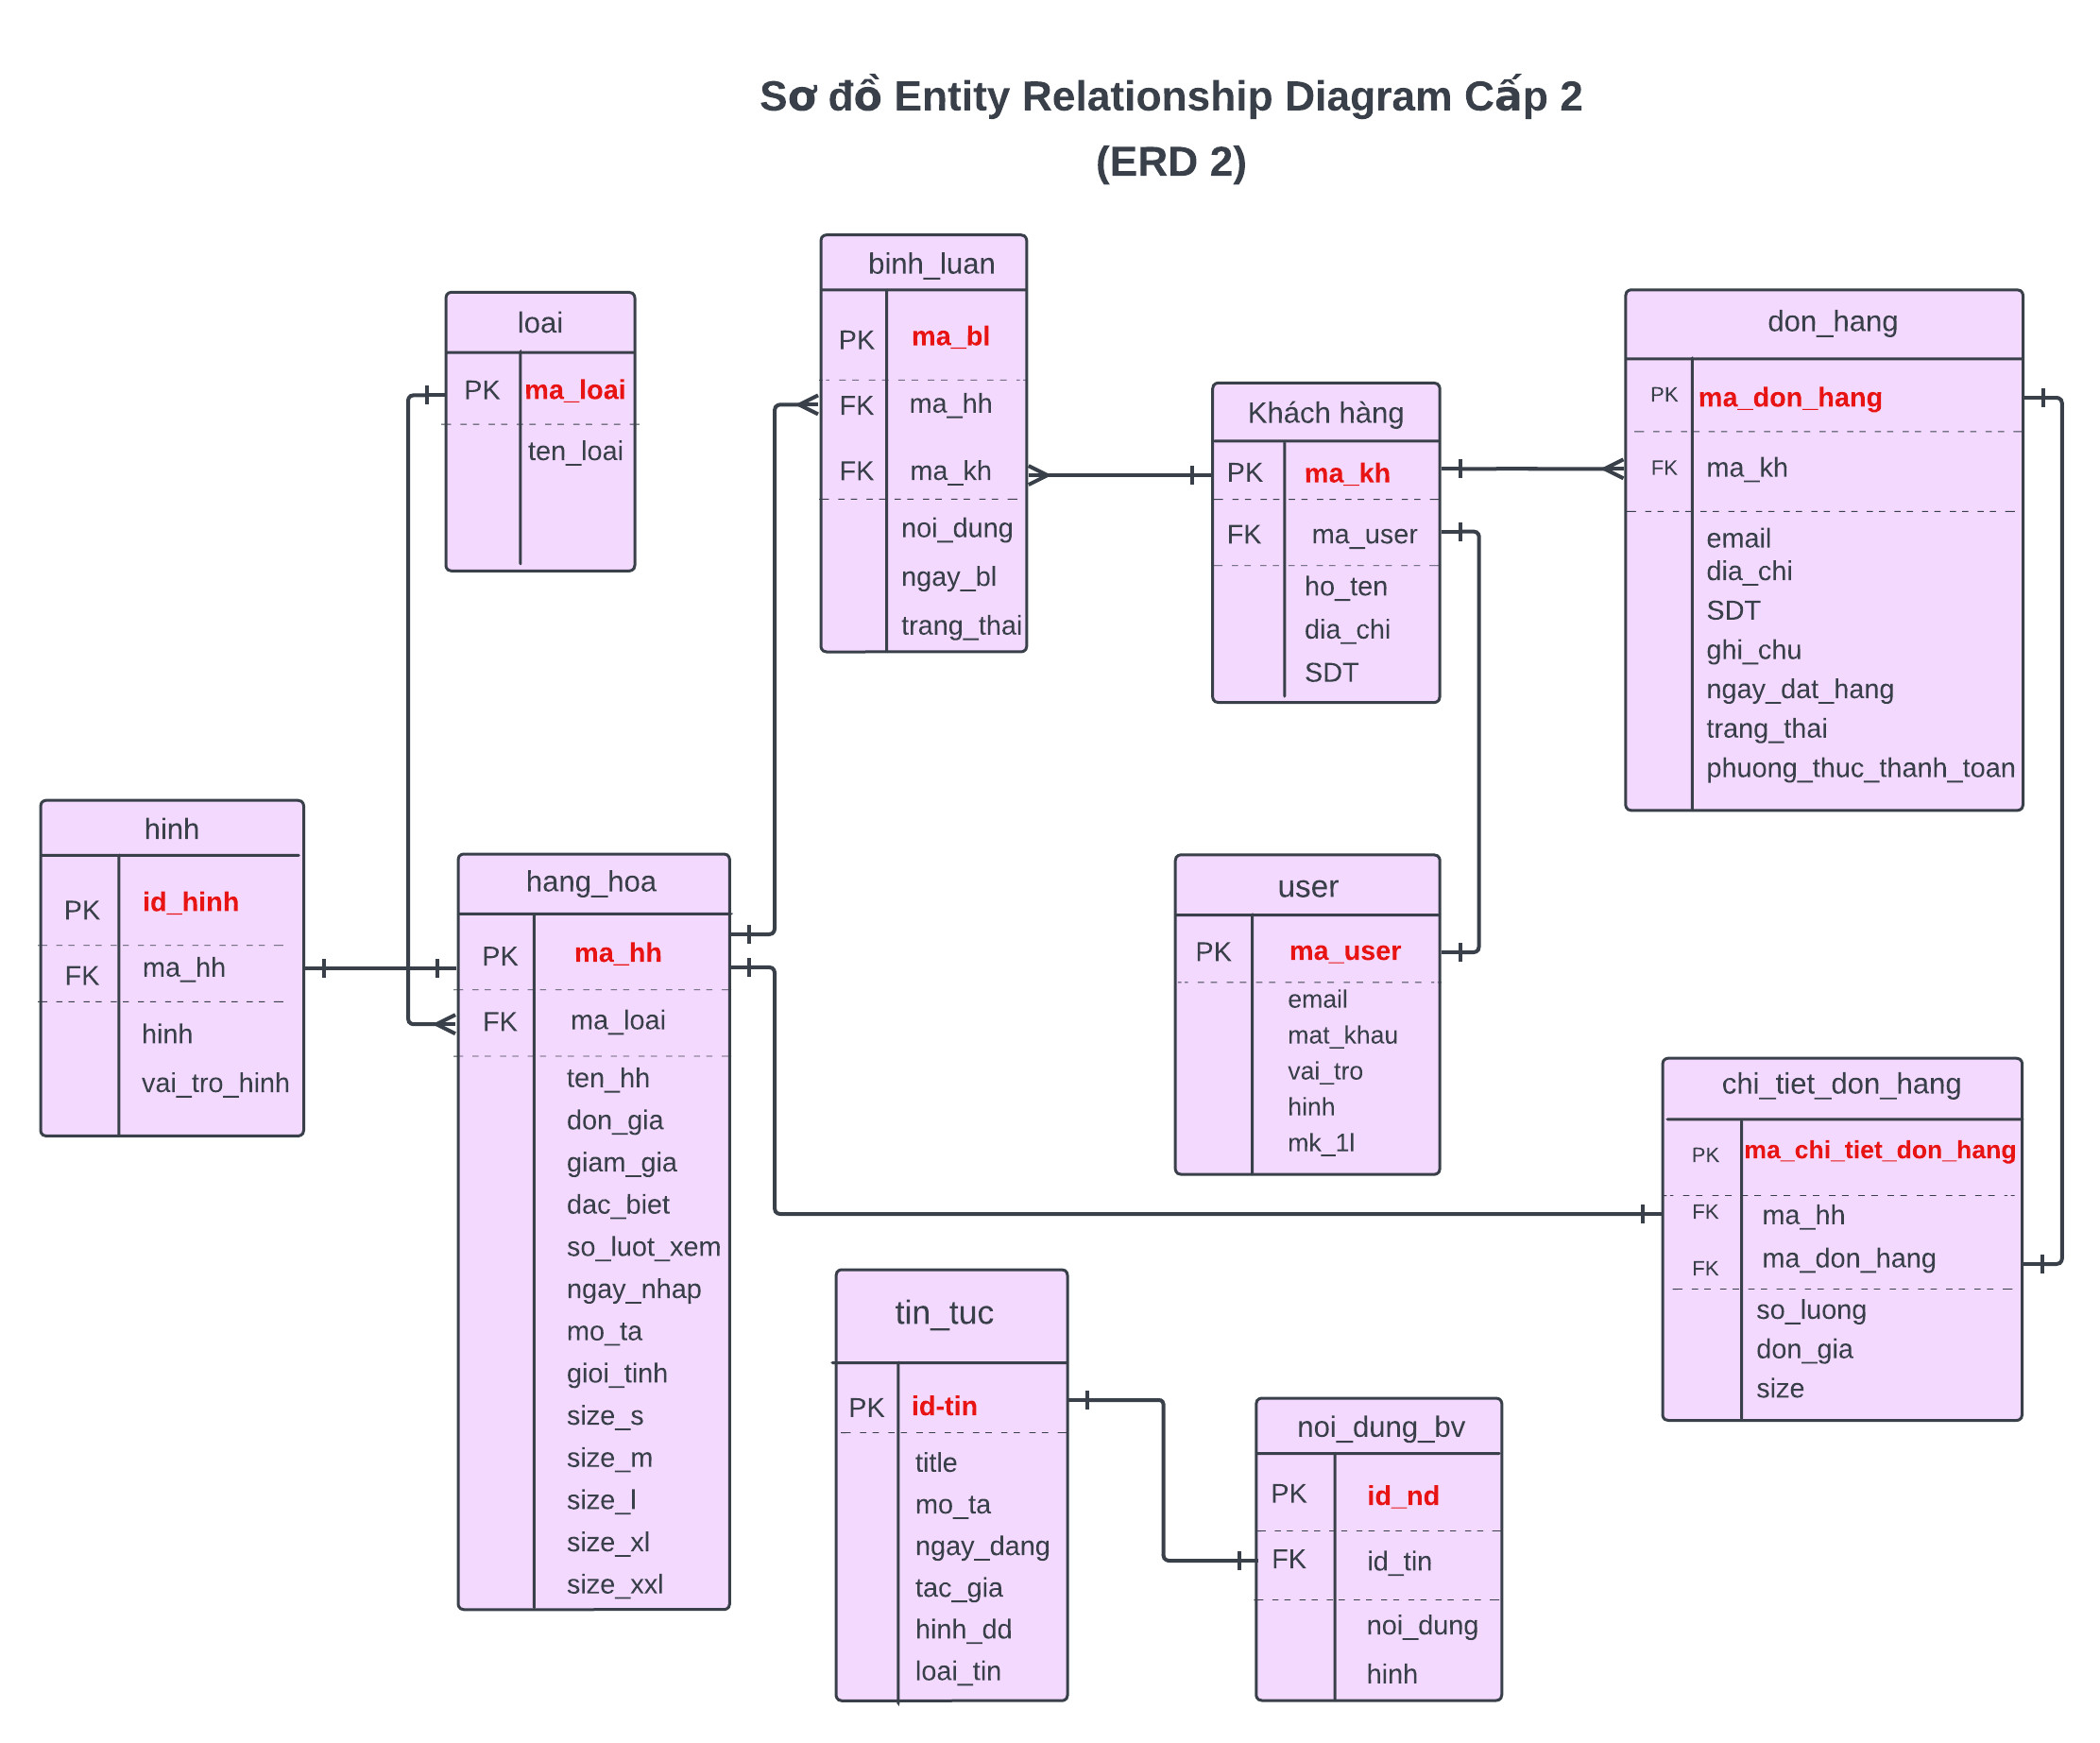 Sơ đồ Entity Relationship Diagram Cấp 2
(ERD 2)
loai
PK ma_loai
ten_loai
binh_luan
PK ma_bl
FK ma_hh
FK ma_kh
noi_dung
ngay_bl
trang_thai
Khách hàng
PK ma_kh
FK ma_user
ho_ten
dia_chi
SDT
don_hang
PK ma_don_hang
FK ma_kh
email
dia_chi
SDT
ghi_chu
ngay_dat_hang
trang_thai
phuong_thuc_thanh_toan
hinh
PK id_hinh
FK ma_hh
hinh
vai_tro_hinh
hang_hoa
PK ma_hh
FK ma_loai
ten_hh
don_gia
giam_gia
dac_biet
so_luot_xem
ngay_nhap
mo_ta
gioi_tinh
size_s
size_m
size_l
size_xl
size_xxl
user
PK ma_user
email
mat_khau
vai_tro
hinh
mk_1l
chi_tiet_don_hang
PK ma_chi_tiet_don_hang
FK ma_hh
FK ma_don_hang
so_luong
don_gia
size
tin_tuc
PK id-tin
title
mo_ta
ngay_dang
tac_gia
hinh_dd
loai_tin
noi_dung_bv
PK id_nd
FK id_tin
noi_dung
hinh